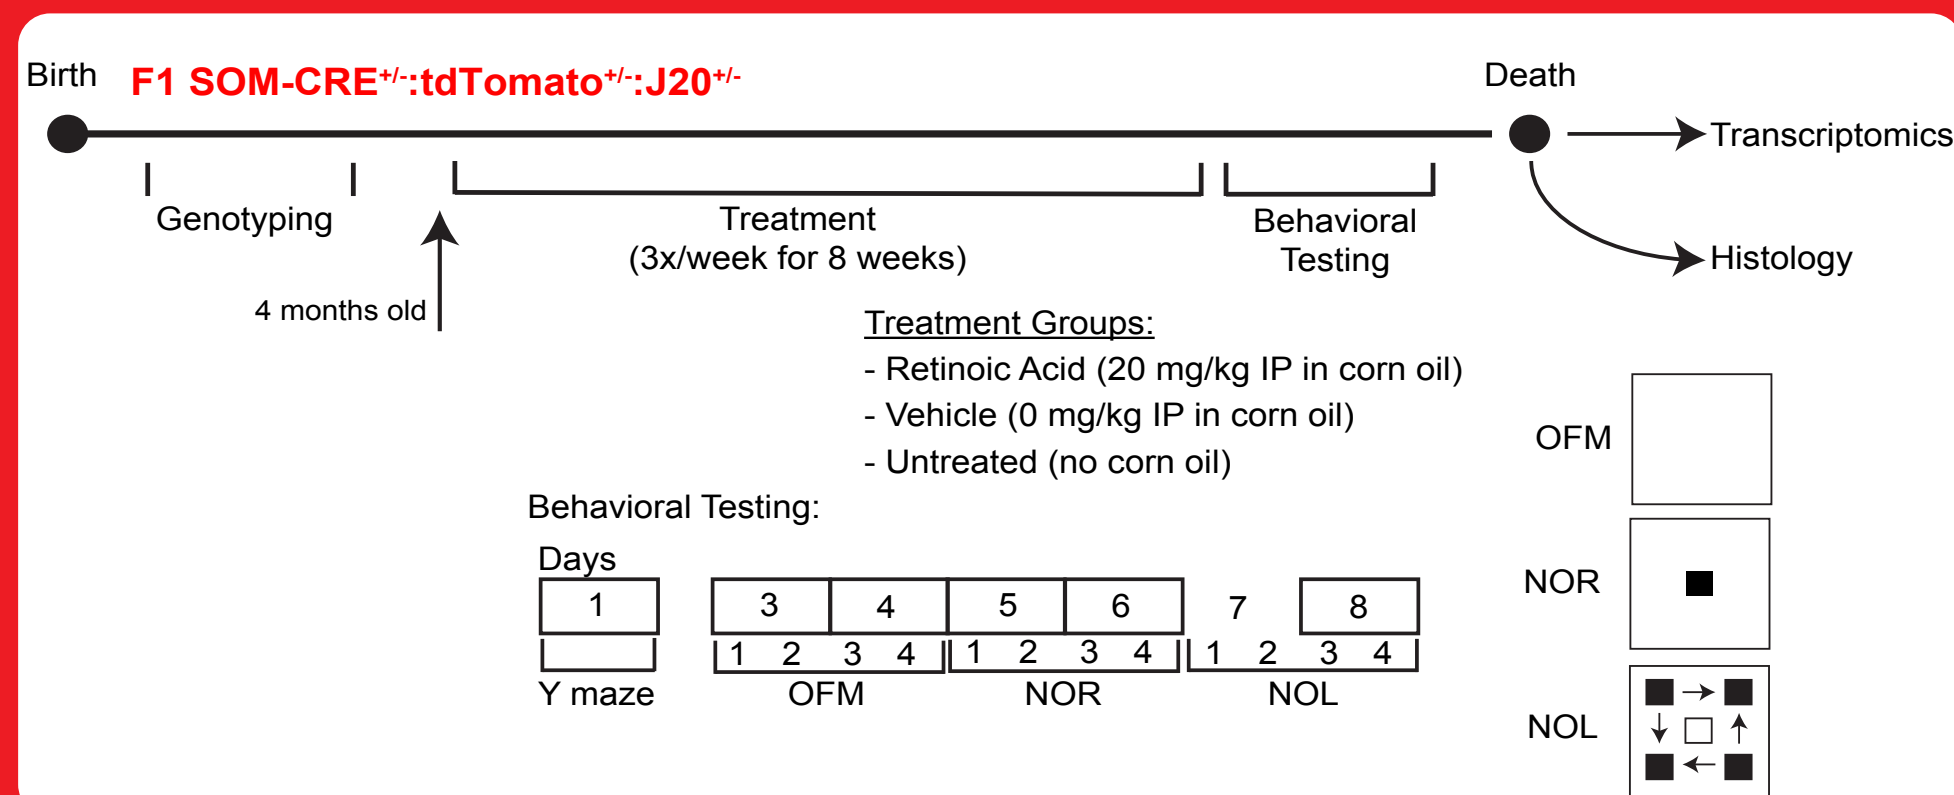 Birth
F1 SOM-CRE+/-:tdTomato+/-:J20+/-
Death
Transcriptomics
Genotyping
Treatment
(3x/week for 8 weeks)
Behavioral
Testing
Histology
4 months old
Treatment Groups:
- Retinoic Acid (20 mg/kg IP in corn oil)
- Vehicle (0 mg/kg IP in corn oil)
- Untreated (no corn oil)
Behavioral Testing:
Days
1 3 4 5 6 7 8
1 2 3 4 1 2 3 4 1 2 3 4
Y maze OFM NOR NOL
OFM
NOR
NOL